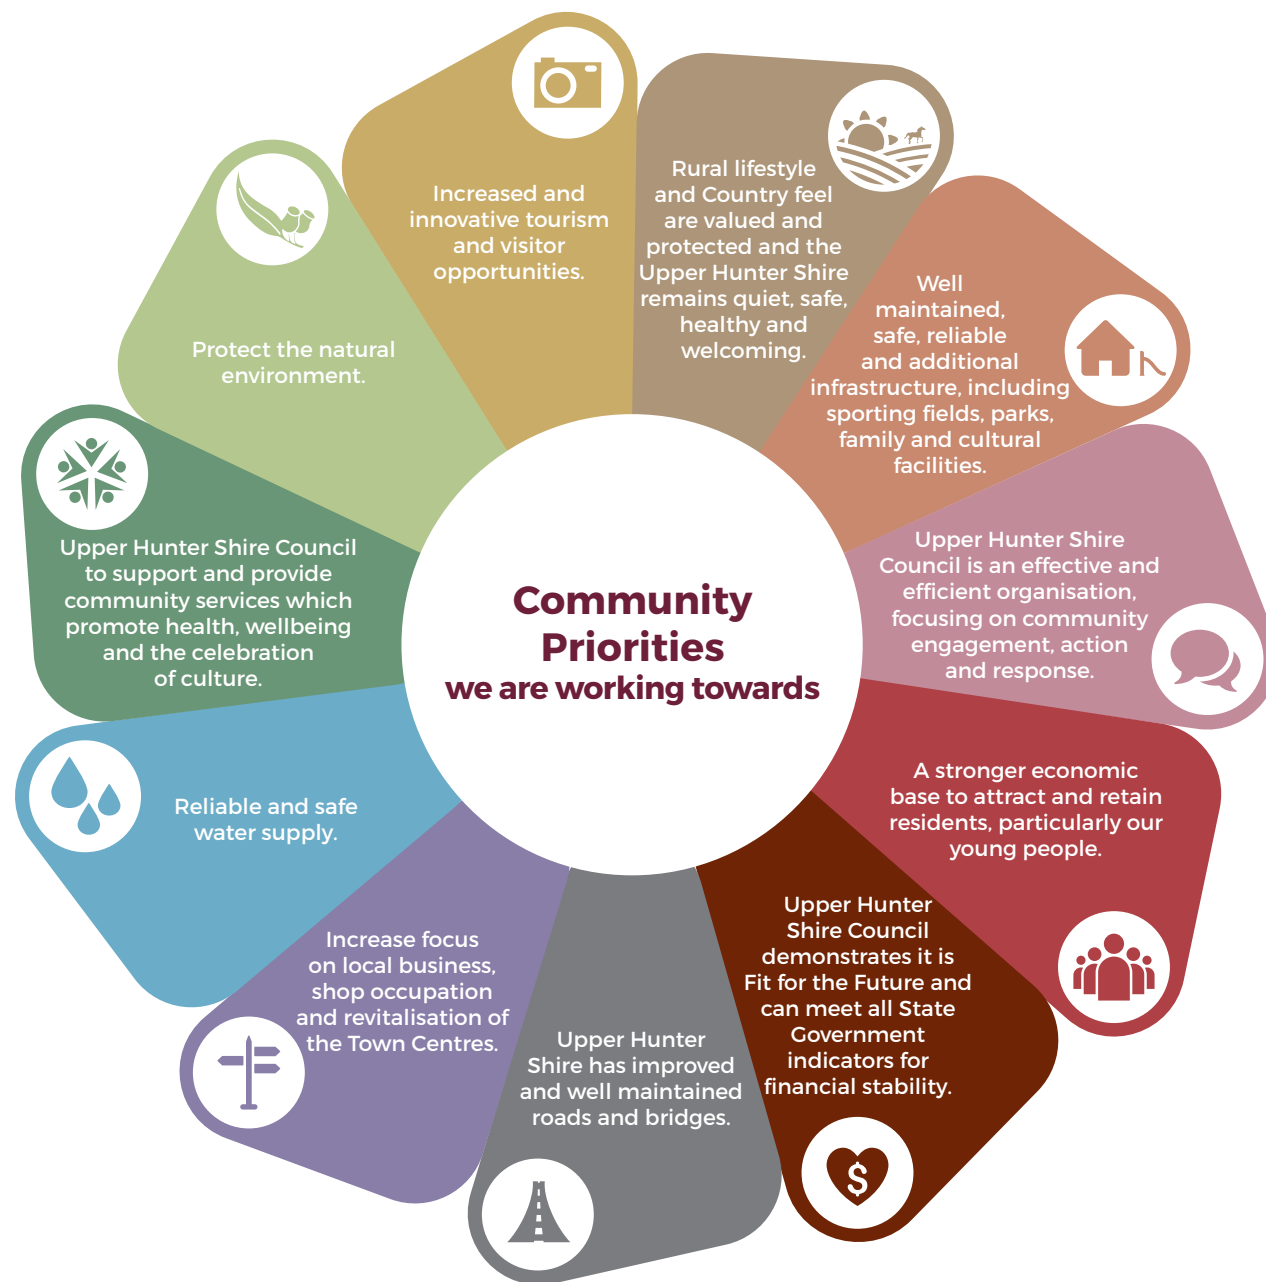 Community
Priorities
we are working towards
Increased and
innovative tourism
and visitor
opportunities.
Rural lifestyle
and Country feel
are valued and
protected and the
Upper Hunter Shire
remains quiet, safe,
healthy and
welcoming.
Well
maintained,
safe, reliable
and additional
infrastructure, including
sporting fields, parks,
family and cultural
facilities.
Upper Hunter Shire
Council is an effective and
efficient organisation,
focusing on community
engagement, action
and response.
A stronger economic
base to attract and retain
residents, particularly our
young people.
Upper Hunter
Shire Council
demonstrates it is
Fit for the Future and
can meet all State
Government
indicators for
financial stability.
$
Upper Hunter
Shire has improved
and well maintained
roads and bridges.
Increase focus
on local business,
shop occupation
and revitalisation of
the Town Centres.
Reliable and safe
water supply.
Upper Hunter Shire Council
to support and provide
community services which
promote health, wellbeing
and the celebration
of culture.
Protect the natural
environment.